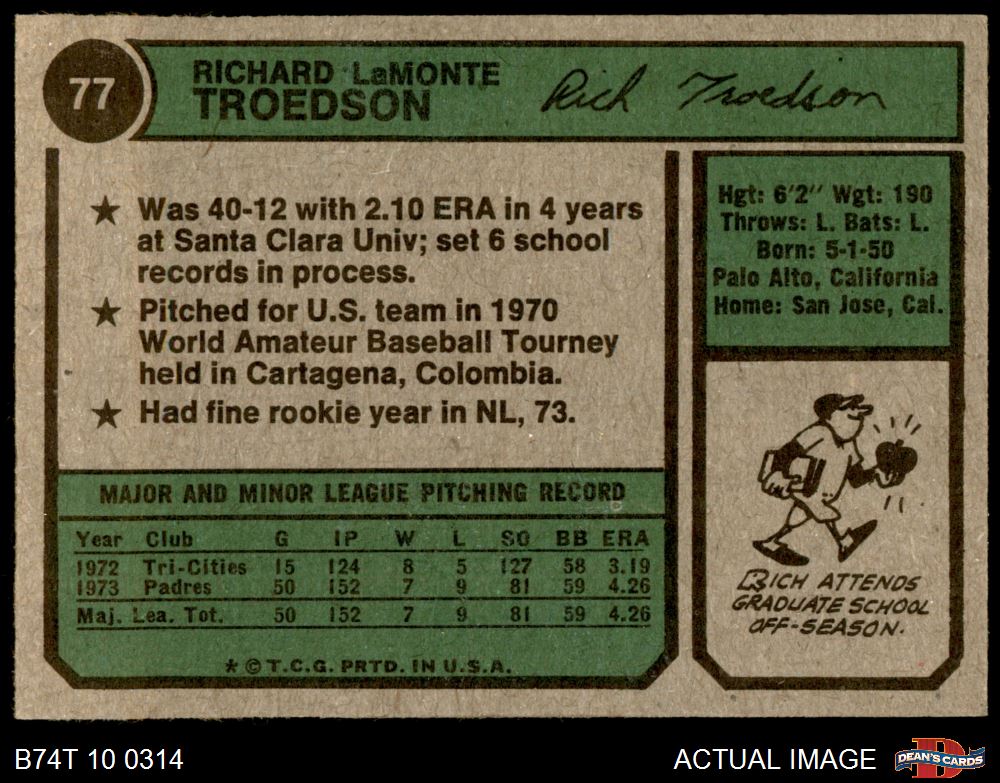 77
RICHARD LaMONTE
TROEDSON
Rich Troedson
★ Was 40-12 with 2.10 ERA in 4 years
at Santa Clara Univ; set 6 school
records in process.
★ Pitched for U.S. team in 1970
World Amateur Baseball Tourney
held in Cartagena, Colombia.
★ Had fine rookie year in NL, 73.
Hgt: 6'2" Wgt: 190
Throws: L. Bats: L.
Born: 5-1-50
Palo Alto, California
Home: San Jose, Cal.
MAJOR AND MINOR LEAGUE PITCHING RECORD
Year Club G IP W L SO BB ERA
1972 Tri-Cities 15 124 8 5 127 58 3.19
1973 Padres 50 152 7 9 81 59 4.26
Maj. Lea. Tot. 50 152 7 9 81 59 4.26
* © T.C.G. PRTD. IN U.S.A.
RICH ATTENDS
GRADUATE SCHOOL
OFF-SEASON.
B74T 10 0314
ACTUAL IMAGE
D
DEAN'S CARDS